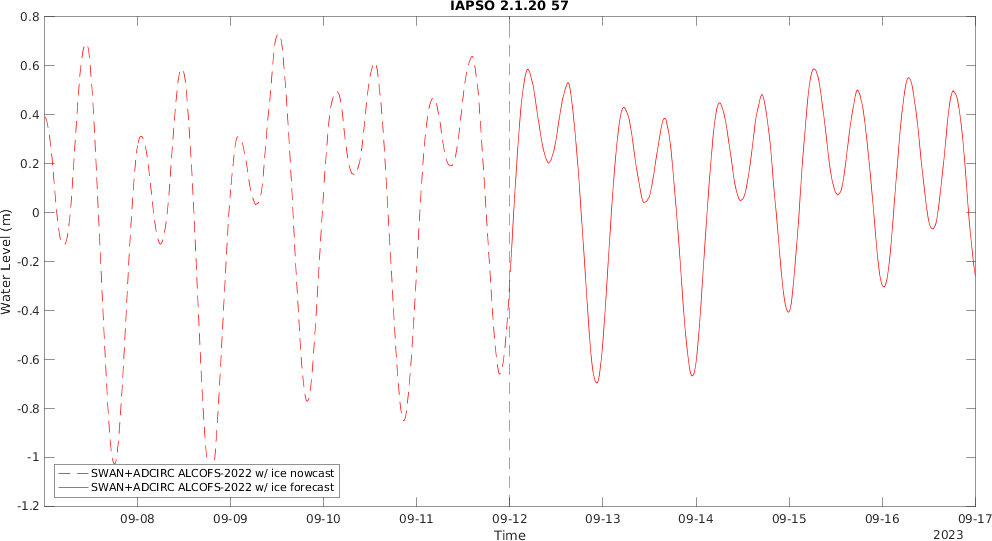 IAPSO 2.1.20 57
0.8
0.6
0.4
0.2
0
-0.2
-0.4
-0.6
-0.8
-1
-1.2
Water Level (m)
SWAN+ADCIRC ALCOFS-2022 w/ ice nowcast
SWAN+ADCIRC ALCOFS-2022 w/ ice forecast
09-08 09-09 09-10 09-11 09-12 09-13 09-14 09-15 09-16 09-17
Time
2023